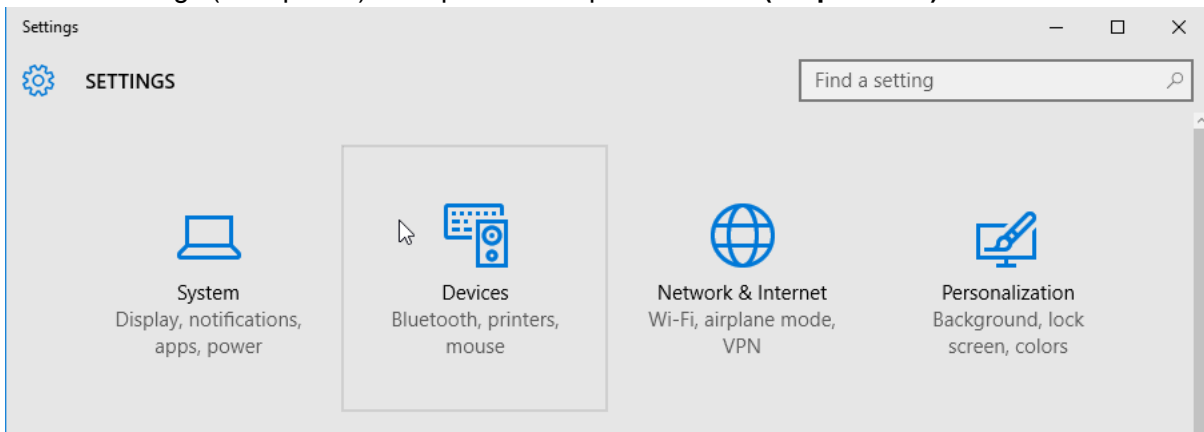 Settings
SETTINGS
Find a setting
System
Display, notifications,
apps, power
Devices
Bluetooth, printers,
mouse
Network & Internet
Wi-Fi, airplane mode,
VPN
Personalization
Background, lock
screen, colors